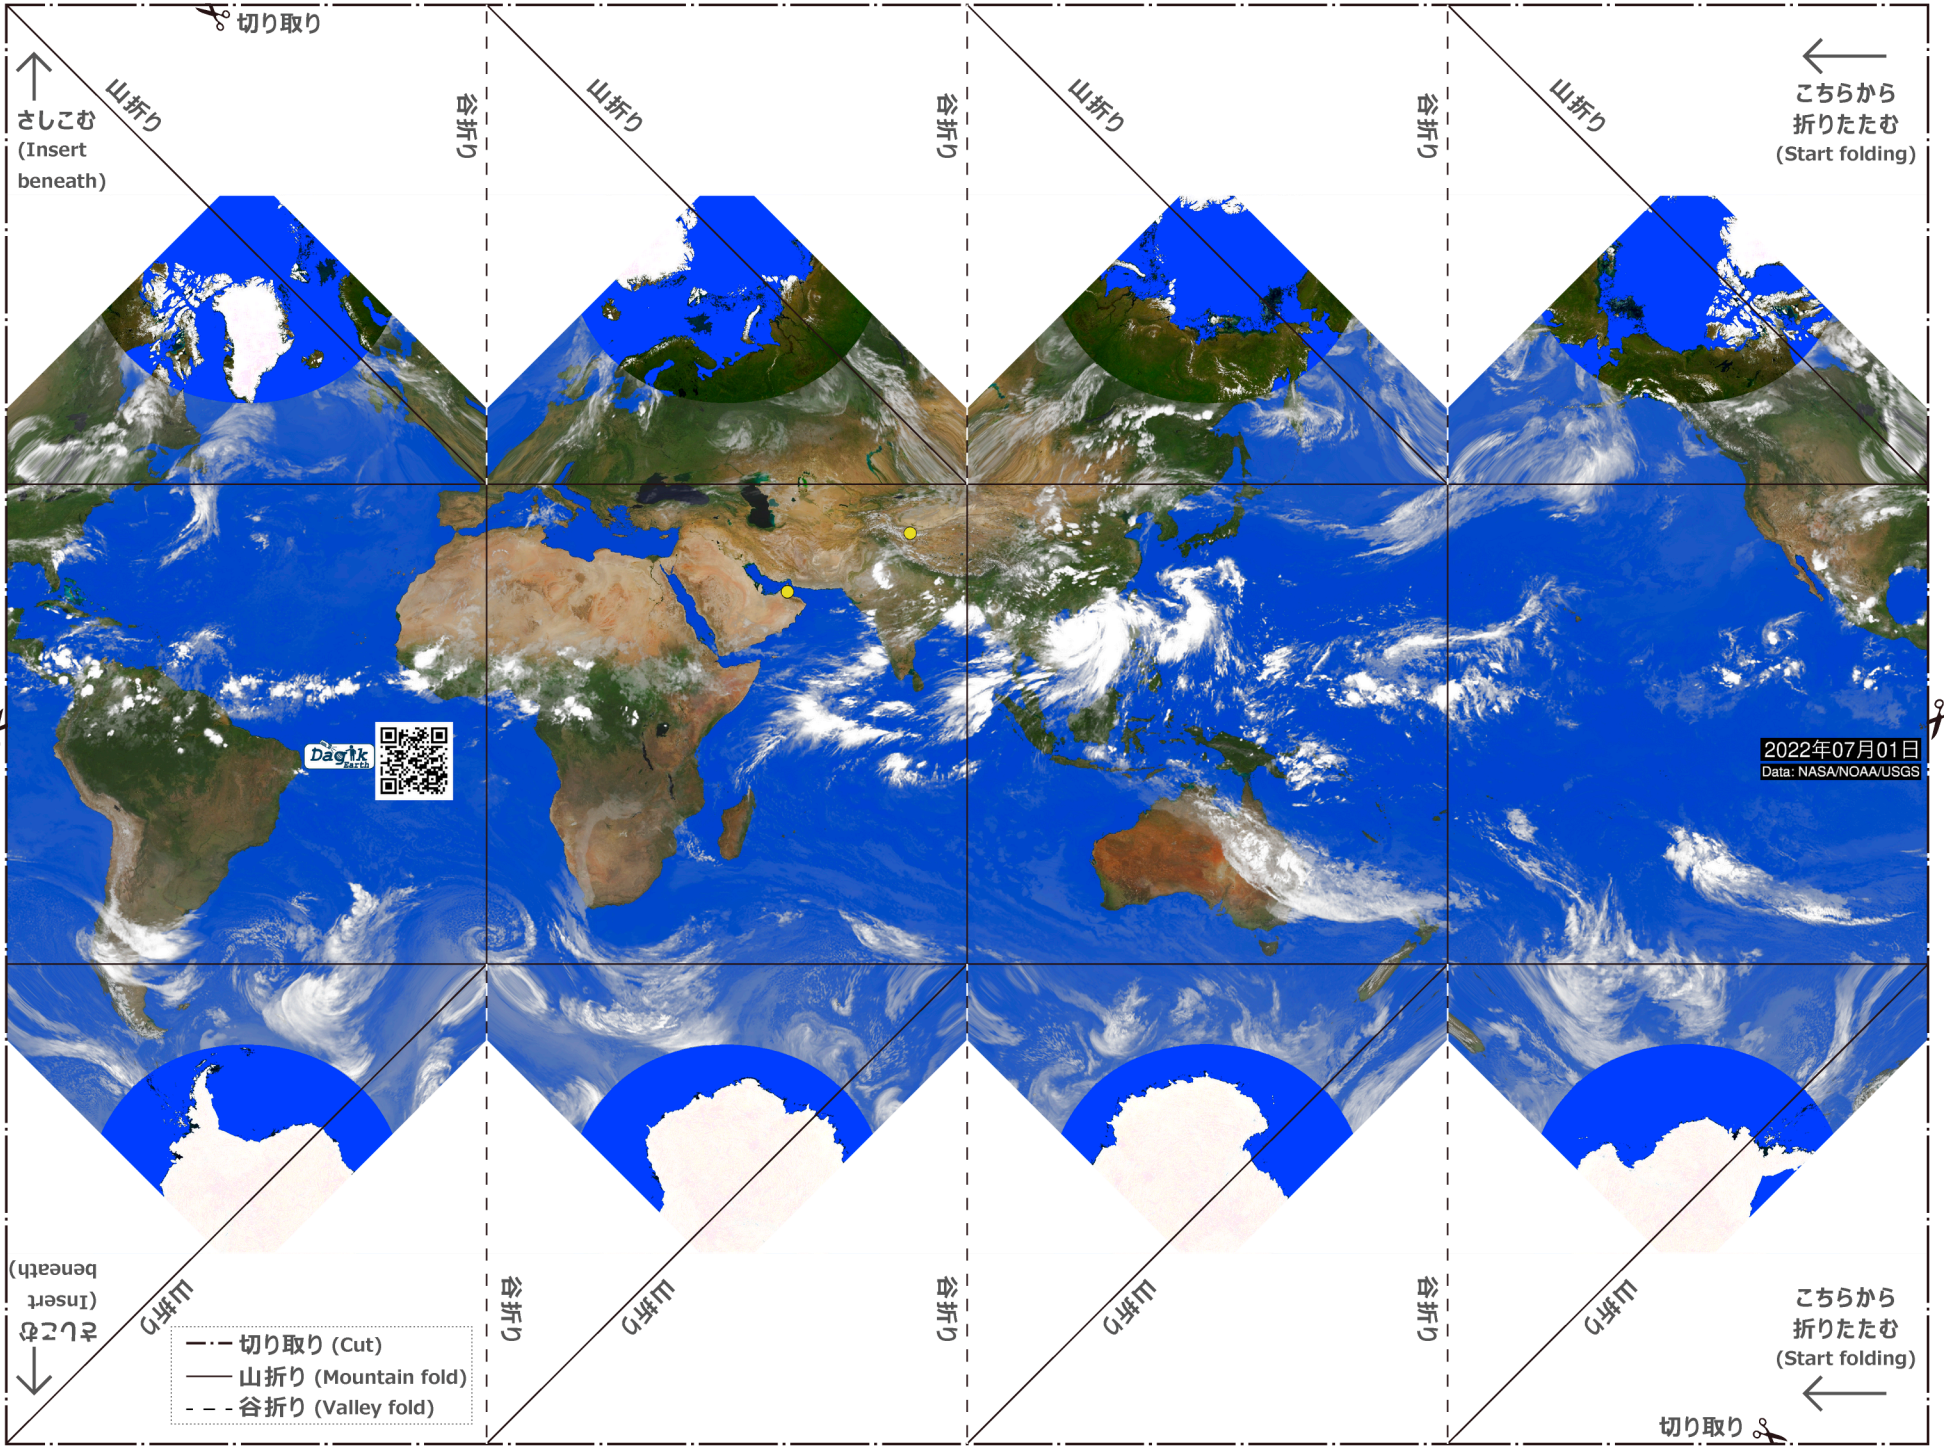 切り取り
山折り
谷折り
山折り
谷折り
山折り
谷折り
山折り
さしこむ
(Insert
beneath)
こちらから
折りたたむ
(Start folding)
Dagik
Earth
2022年07月01日
Data: NASA/NOAA/USGS
さしこむ
(Insert
beneath)
山折り
谷折り
山折り
谷折り
山折り
谷折り
山折り
こちらから
折りたたむ
(Start folding)
切り取り (Cut)
山折り (Mountain fold)
谷折り (Valley fold)
切り取り